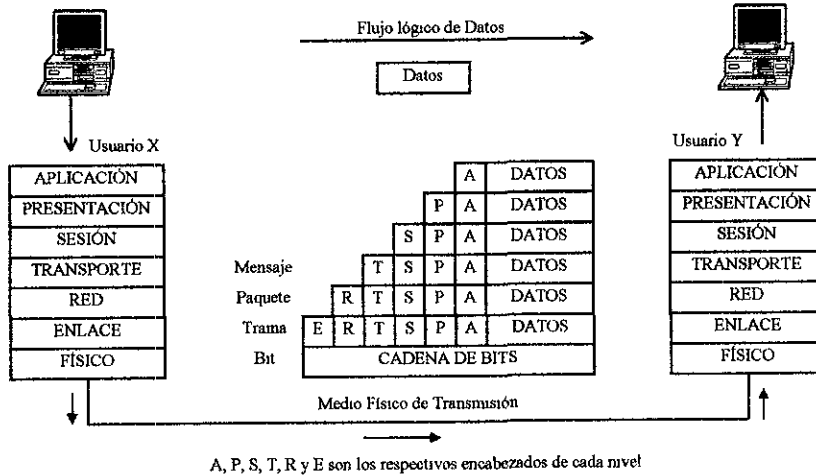 Flujo lógico de Datos
Datos
Usuario X
Usuario Y
APLICACIÓN
PRESENTACIÓN
SESIÓN
TRANSPORTE
RED
ENLACE
FÍSICO
A DATOS
P A DATOS
S P A DATOS
Mensaje T S P A DATOS
Paquete R T S P A DATOS
Trama E R T S P A DATOS
Bit CADENA DE BITS
APLICACIÓN
PRESENTACIÓN
SESIÓN
TRANSPORTE
RED
ENLACE
FÍSICO
Medio Físico de Transmisión
A, P, S, T, R y E son los respectivos encabezados de cada nivel